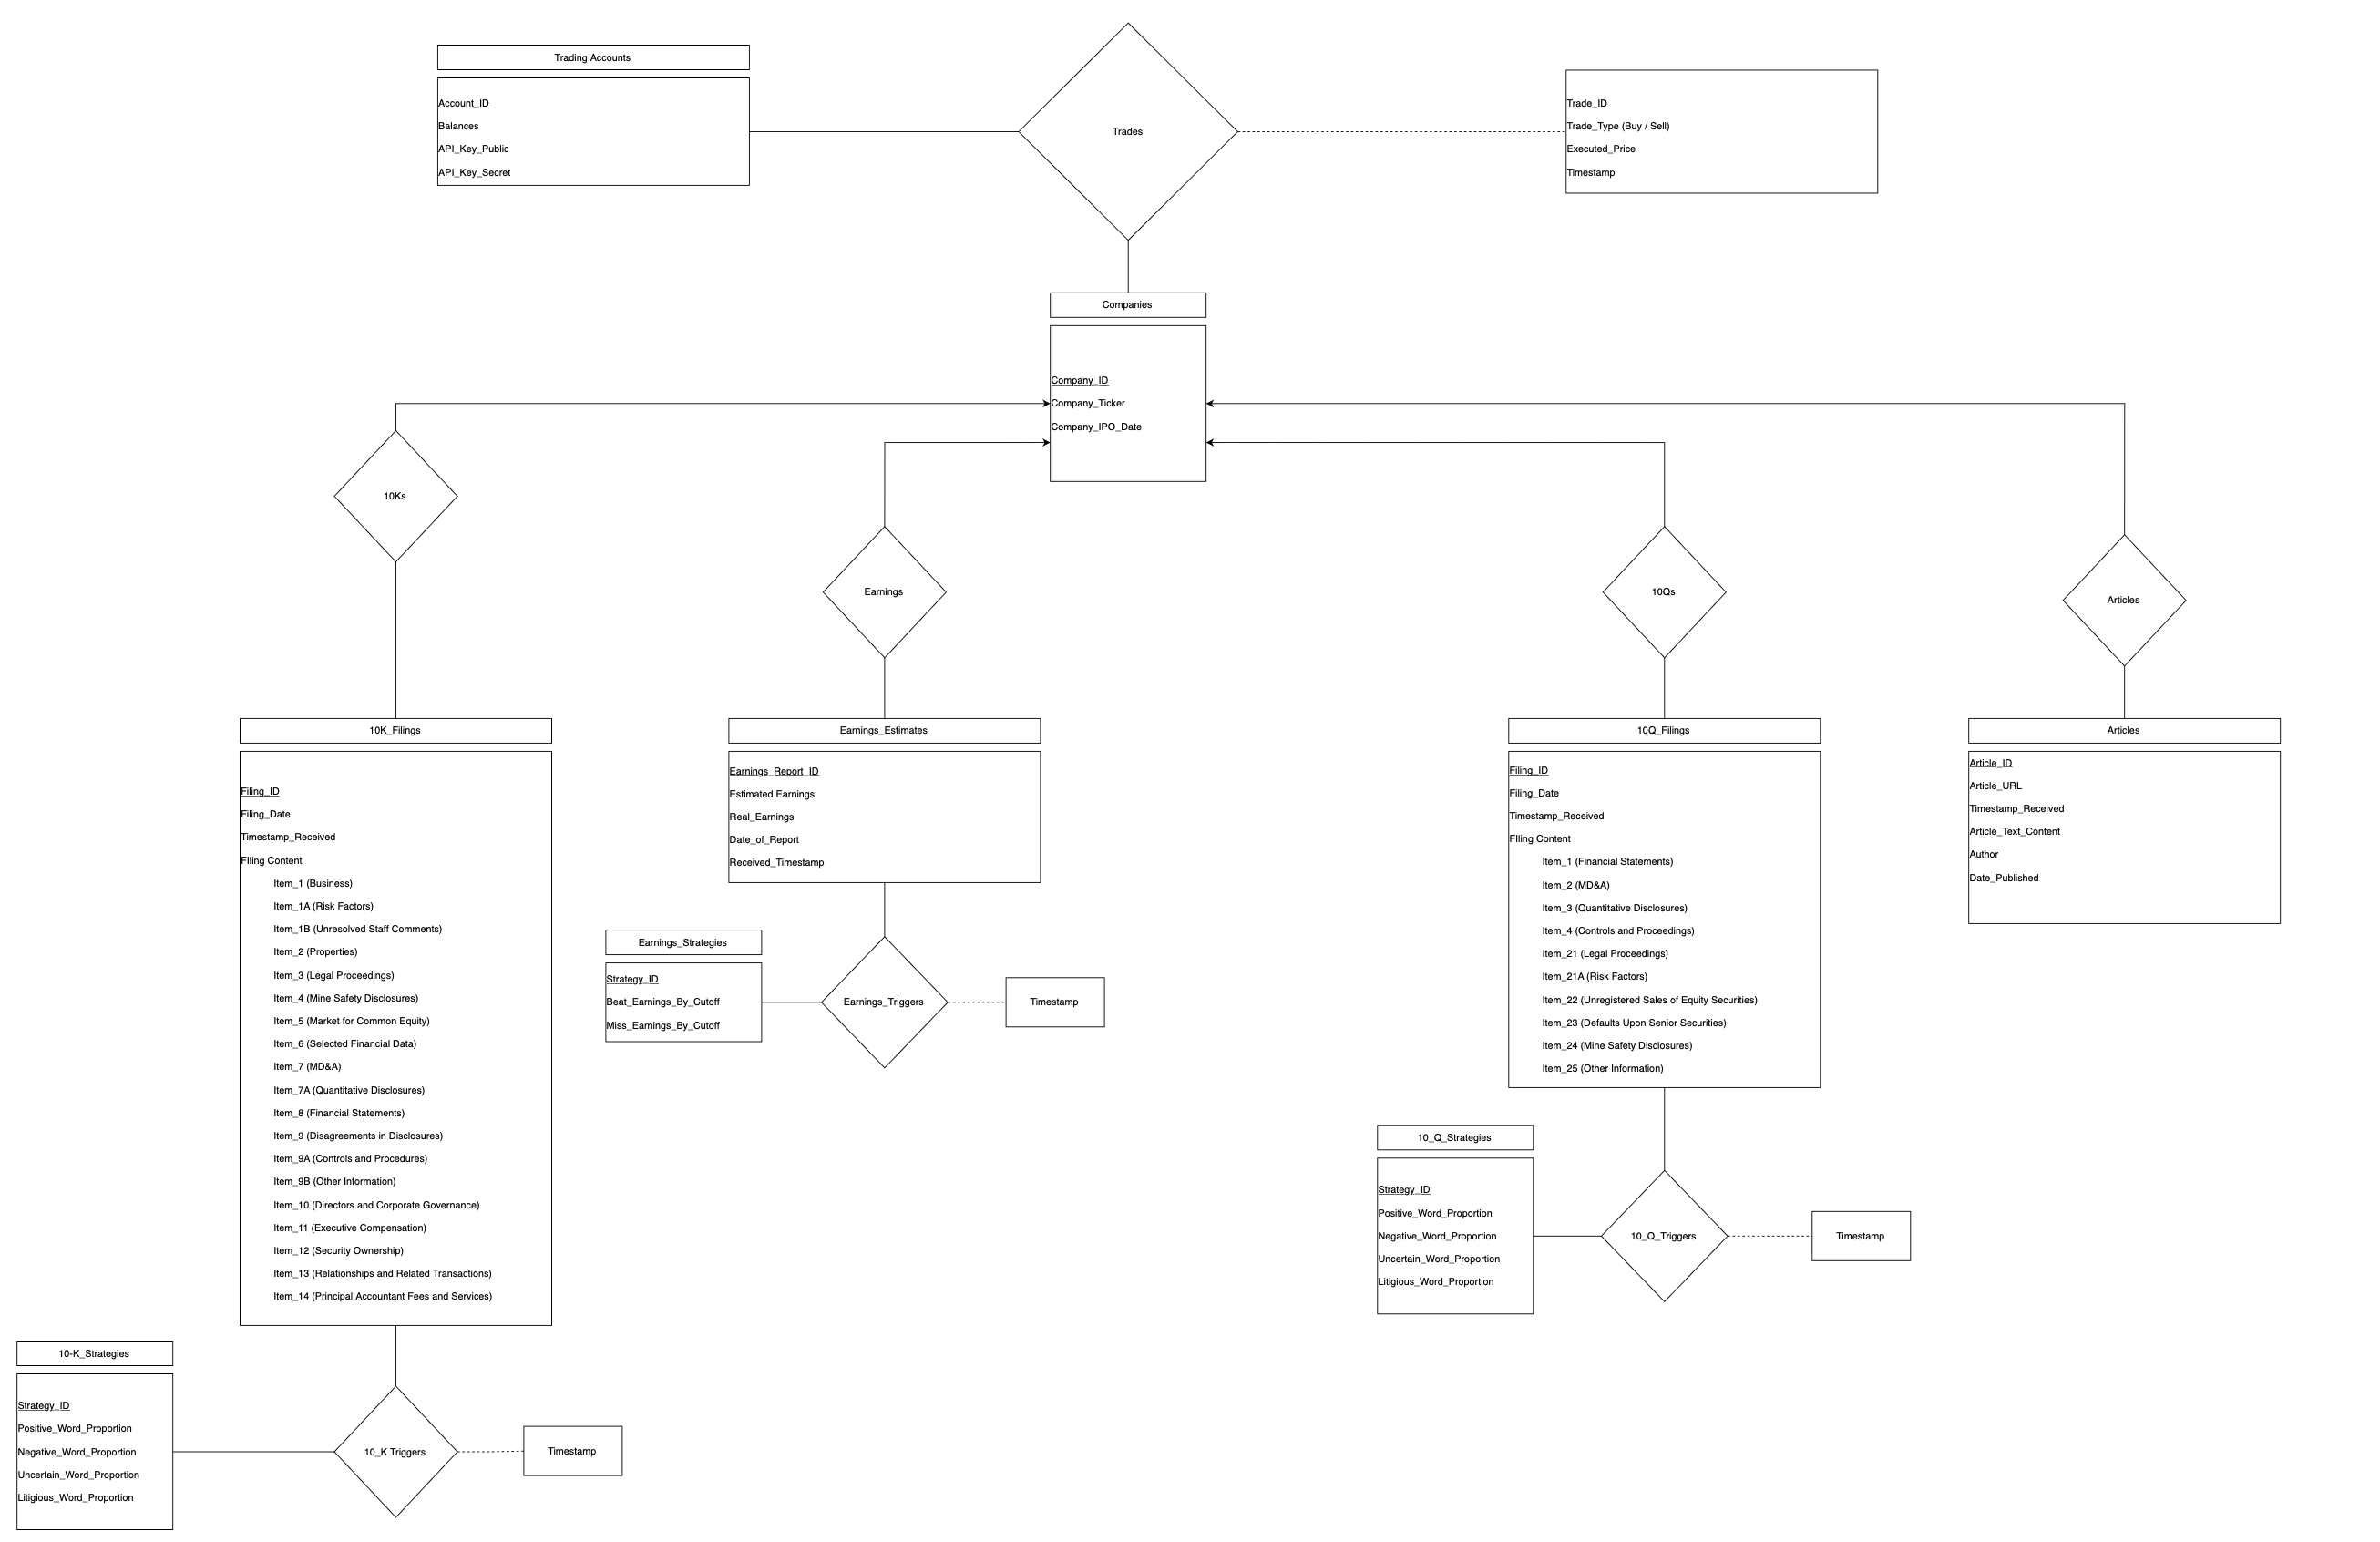 Trading Accounts
Account_ID
Balances
API_Key_Public
API_Key_Secret
Trades
Trade_ID
Trade_Type (Buy / Sell)
Executed_Price
Timestamp
Companies
Company_ID
Company_Ticker
Company_IPO_Date
10Ks
Earnings
10Qs
Articles
10K_Filings
Filing_ID
Filing_Date
Timestamp_Received
FIling Content
Item_1 (Business)
Item_1A (Risk Factors)
Item_1B (Unresolved Staff Comments)
Item_2 (Properties)
Item_3 (Legal Proceedings)
Item_4 (Mine Safety Disclosures)
Item_5 (Market for Common Equity)
Item_6 (Selected Financial Data)
Item_7 (MD&A)
Item_7A (Quantitative Disclosures)
Item_8 (Financial Statements)
Item_9 (Disagreements in Disclosures)
Item_9A (Controls and Procedures)
Item_9B (Other Information)
Item_10 (Directors and Corporate Governance)
Item_11 (Executive Compensation)
Item_12 (Security Ownership)
Item_13 (Relationships and Related Transactions)
Item_14 (Principal Accountant Fees and Services)
Earnings_Estimates
Earnings_Report_ID
Estimated Earnings
Real_Earnings
Date_of_Report
Received_Timestamp
10Q_Filings
Filing_ID
Filing_Date
Timestamp_Received
FIling Content
Item_1 (Financial Statements)
Item_2 (MD&A)
Item_3 (Quantitative Disclosures)
Item_4 (Controls and Proceedings)
Item_21 (Legal Proceedings)
Item_21A (Risk Factors)
Item_22 (Unregistered Sales of Equity Securities)
Item_23 (Defaults Upon Senior Securities)
Item_24 (Mine Safety Disclosures)
Item_25 (Other Information)
Articles
Article_ID
Article_URL
Timestamp_Received
Article_Text_Content
Author
Date_Published
Earnings_Strategies
Strategy_ID
Beat_Earnings_By_Cutoff
Miss_Earnings_By_Cutoff
Earnings_Triggers
Timestamp
10_Q_Strategies
Strategy_ID
Positive_Word_Proportion
Negative_Word_Proportion
Uncertain_Word_Proportion
Litigious_Word_Proportion
10_Q_Triggers
Timestamp
10-K_Strategies
Strategy_ID
Positive_Word_Proportion
Negative_Word_Proportion
Uncertain_Word_Proportion
Litigious_Word_Proportion
10_K Triggers
Timestamp